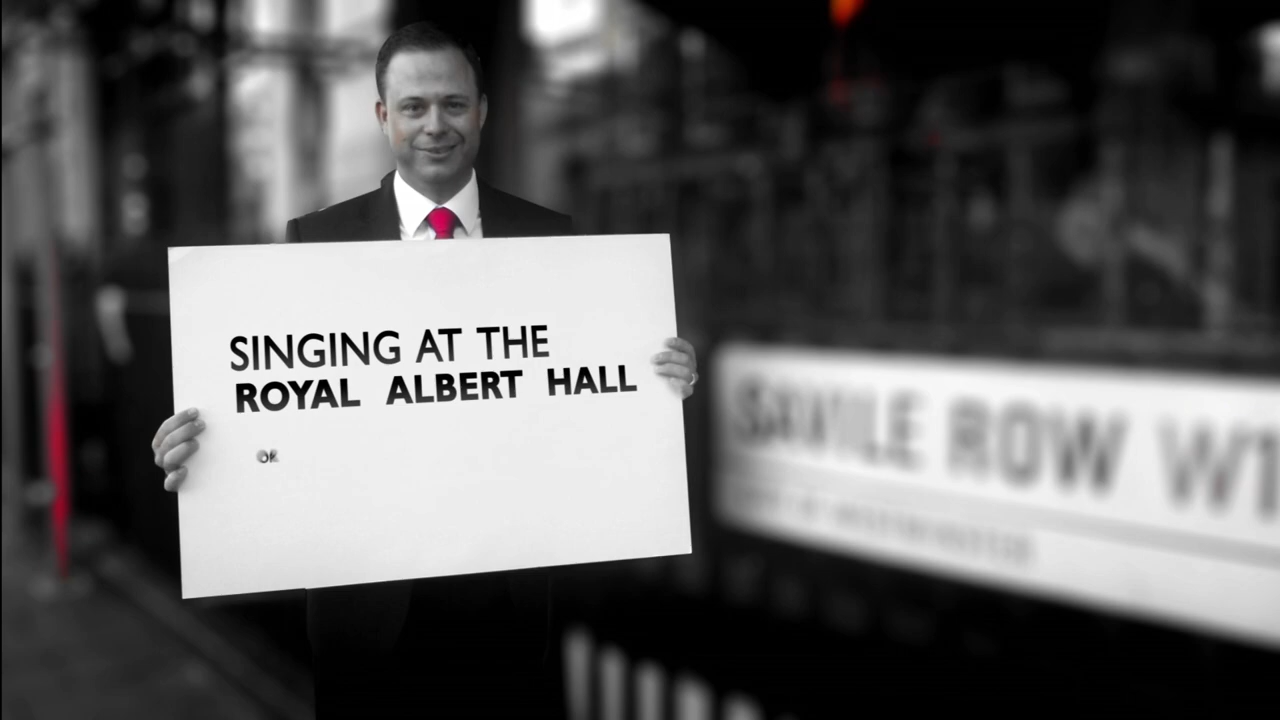 SINGING AT THE
ROYAL ALBERT HALL
OR
SAVILE ROW W1